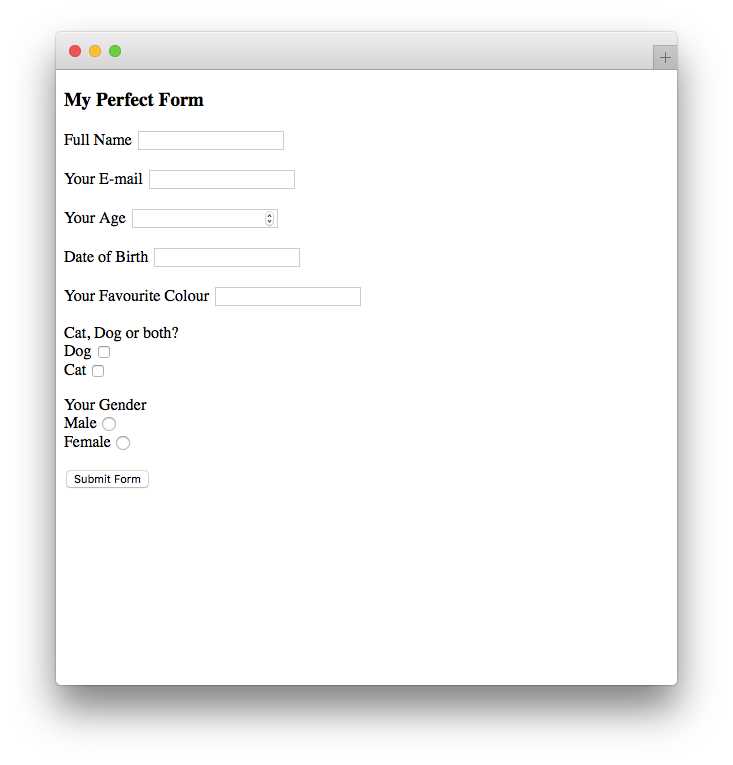 My Perfect Form
Full Name
Your E-mail
Your Age
Date of Birth
Your Favourite Colour
Cat, Dog or both?
Dog
Cat
Your Gender
Male
Female
Submit Form